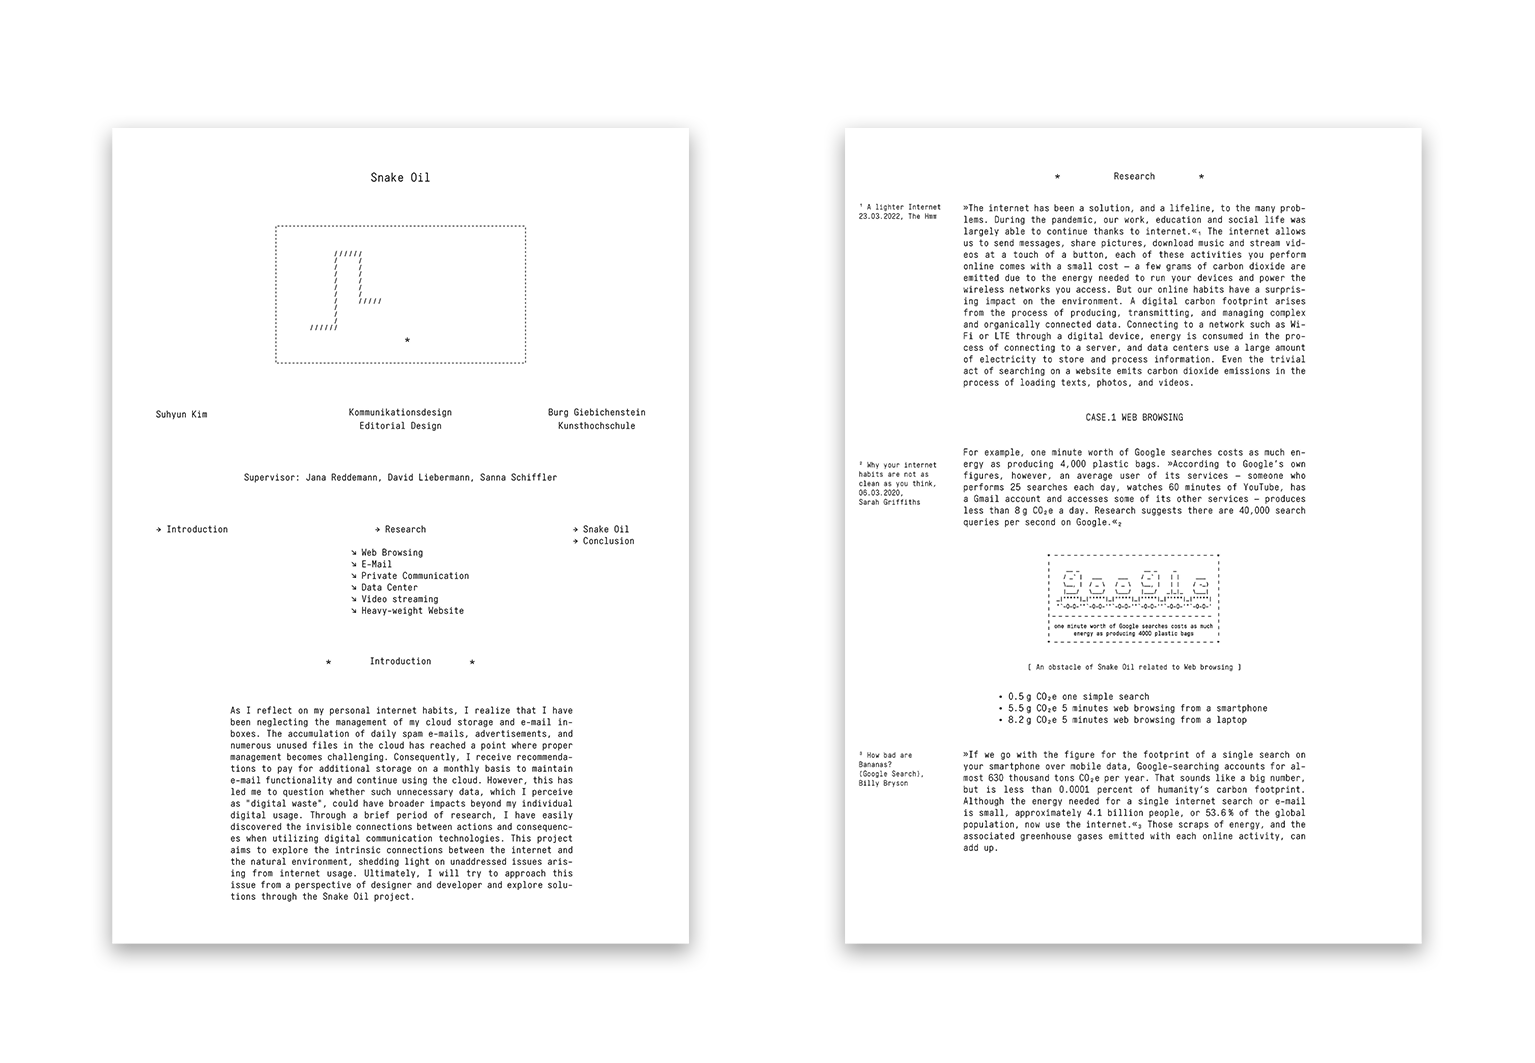 Snake Oil
*
Suhyun Kim
Kommunikationsdesign
Editorial Design
Burg Giebichenstein
Kunsthochschule
Supervisor: Jana Reddemann, David Liebermann, Sanna Schiffler
→ Introduction
→ Research
↘ Web Browsing
↘ E-Mail
↘ Private Communication
↘ Data Center
↘ Video streaming
↘ Heavy-weight Website
→ Snake Oil
→ Conclusion
* Introduction *
As I reflect on my personal internet habits, I realize that I have
been neglecting the management of my cloud storage and e-mail in-
boxes. The accumulation of daily spam e-mails, advertisements, and
numerous unused files in the cloud has reached a point where proper
management becomes challenging. Consequently, I receive recommenda-
tions to pay for additional storage on a monthly basis to maintain
e-mail functionality and continue using the cloud. However, this has
led me to question whether such unnecessary data, which I perceive
as "digital waste", could have broader impacts beyond my individual
digital usage. Through a brief period of research, I have easily
discovered the invisible connections between actions and consequenc-
es when utilizing digital communication technologies. This project
aims to explore the intrinsic connections between the internet and
the natural environment, shedding light on unaddressed issues aris-
ing from internet usage. Ultimately, I will try to approach this
issue from a perspective of designer and developer and explore solu-
tions through the Snake Oil project.
* Research *
¹ A lighter Internet
23.03.2022, The Hmm
»The internet has been a solution, and a lifeline, to the many prob-
lems. During the pandemic, our work, education and social life was
largely able to continue thanks to internet.«₁ The internet allows
us to send messages, share pictures, download music and stream vid-
eos at a touch of a button, each of these activities you perform
online comes with a small cost – a few grams of carbon dioxide are
emitted due to the energy needed to run your devices and power the
wireless networks you access. But our online habits have a surpris-
ing impact on the environment. A digital carbon footprint arises
from the process of producing, transmitting, and managing complex
and organically connected data. Connecting to a network such as Wi-
Fi or LTE through a digital device, energy is consumed in the pro-
cess of connecting to a server, and data centers use a large amount
of electricity to store and process information. Even the trivial
act of searching on a website emits carbon dioxide emissions in the
process of loading texts, photos, and videos.
CASE.1 WEB BROWSING
² Why your internet
habits are not as
clean as you think,
06.03.2020,
Sarah Griffiths
For example, one minute worth of Google searches costs as much en-
ergy as producing 4,000 plastic bags. »According to Google's own
figures, however, an average user of its services – someone who
performs 25 searches each day, watches 60 minutes of YouTube, has
a Gmail account and accesses some of its other services – produces
less than 8 g CO₂e a day. Research suggests there are 40,000 search
queries per second on Google.«₂
Google
one minute worth of Google searches costs as much
energy as producing 4000 plastic bags
[ An obstacle of Snake Oil related to Web browsing ]
• 0.5 g CO₂e one simple search
• 5.5 g CO₂e 5 minutes web browsing from a smartphone
• 8.2 g CO₂e 5 minutes web browsing from a laptop
³ How bad are
Bananas?
(Google Search),
Billy Bryson
»If we go with the figure for the footprint of a single search on
your smartphone over mobile data, Google-searching accounts for al-
most 630 thousand tons CO₂e per year. That sounds like a big number,
but is less than 0.0001 percent of humanity's carbon footprint.
Although the energy needed for a single internet search or e-mail
is small, approximately 4.1 billion people, or 53.6 % of the global
population, now use the internet.«₃ Those scraps of energy, and the
associated greenhouse gases emitted with each online activity, can
add up.